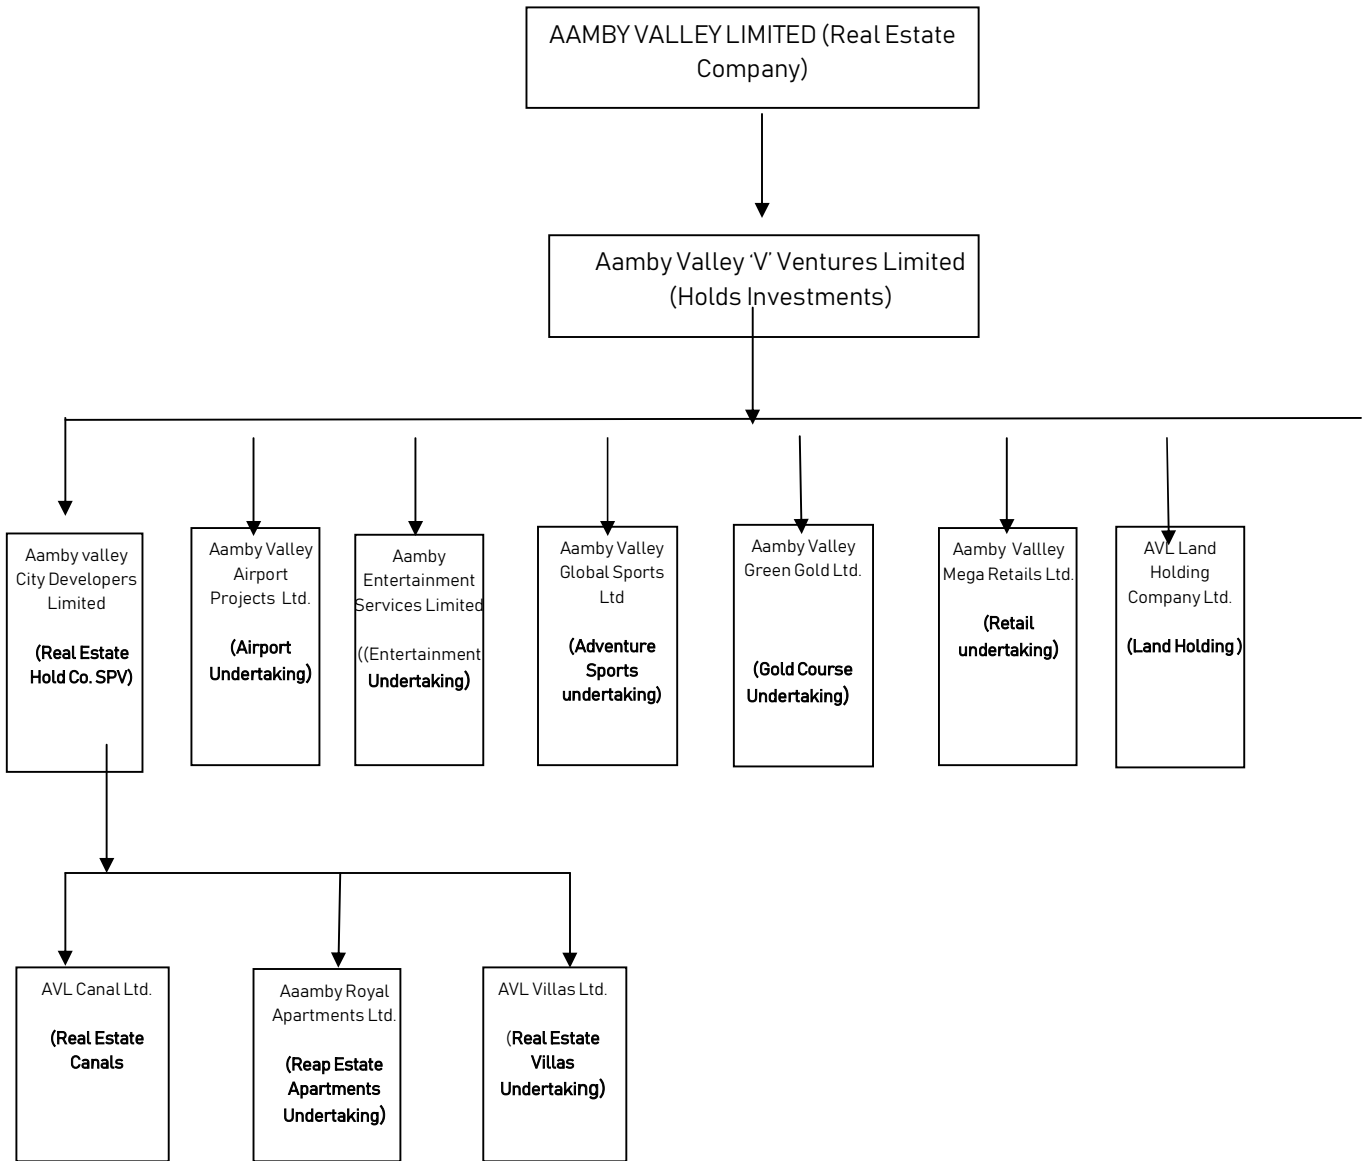 AAMBY VALLEY LIMITED (Real Estate
Company)
Aamby Valley ‘V’ Ventures Limited
(Holds Investments)
Aamby valley
City Developers
Limited
(Real Estate
Hold Co. SPV)
Aamby Valley
Airport
Projects Ltd.
(Airport
Undertaking)
Aamby
Entertainment
Services Limited
((Entertainment
Undertaking)
Aamby Valley
Global Sports
Ltd
(Adventure
Sports
undertaking)
Aamby Valley
Green Gold Ltd.
(Gold Course
Undertaking)
Aamby Vallley
Mega Retails Ltd.
(Retail
undertaking)
AVL Land
Holding
Company Ltd.
(Land Holding)
AVL Canal Ltd.
(Real Estate
Canals
Aaamby Royal
Apartments Ltd.
(Reap Estate
Apartments
Undertaking)
AVL Villas Ltd.
(Real Estate
Villas
Undertaking)